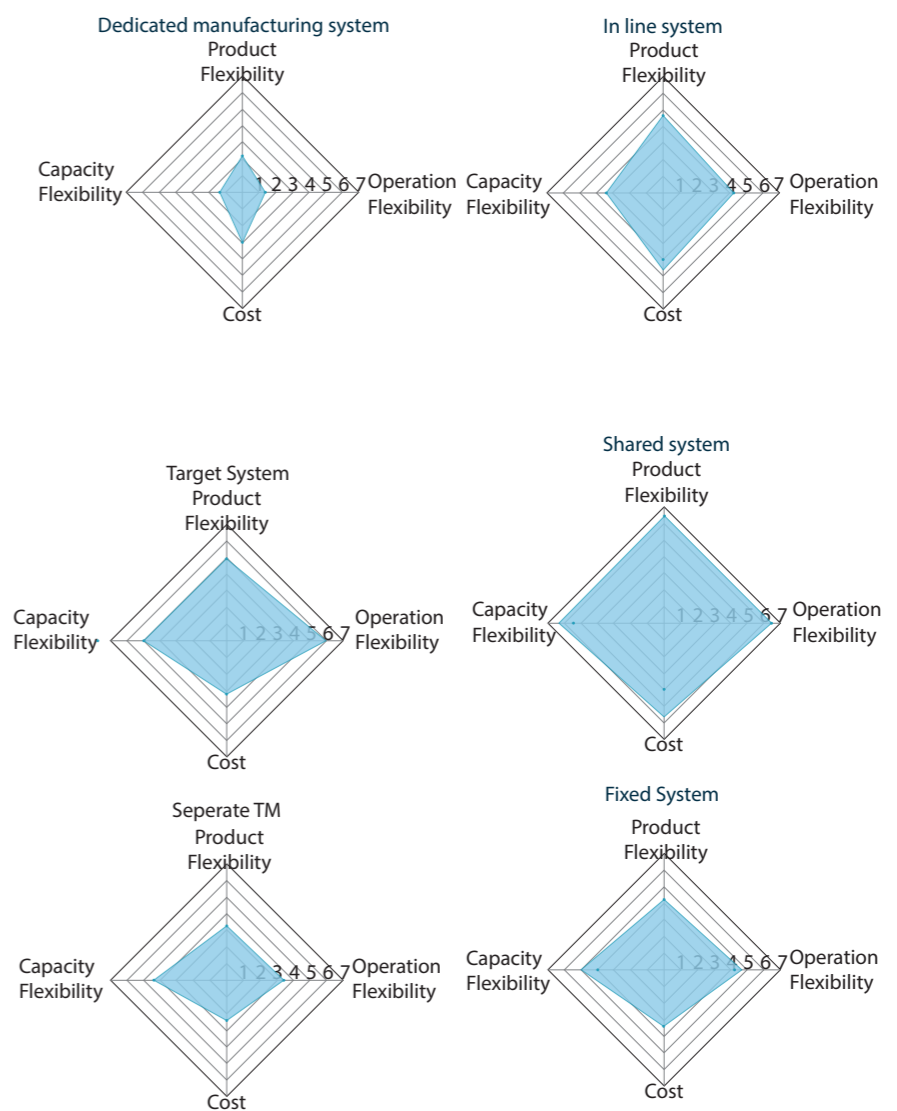 Dedicated manufacturing system
Product
Flexibility
Capacity
Flexibility
1 2 3 4 5 6 7
Operation
Flexibility
Cost
In line system
Product
Flexibility
Capacity
Flexibility
1 2 3 4 5 6 7
Operation
Flexibility
Cost
Target System
Product
Flexibility
Capacity
Flexibility
1 2 3 4 5 6 7
Operation
Flexibility
Cost
Shared system
Product
Flexibility
Capacity
Flexibility
1 2 3 4 5 6 7
Operation
Flexibility
Cost
Seperate TM
Product
Flexibility
Capacity
Flexibility
1 2 3 4 5 6 7
Operation
Flexibility
Cost
Fixed System
Product
Flexibility
Capacity
Flexibility
1 2 3 4 5 6 7
Operation
Flexibility
Cost